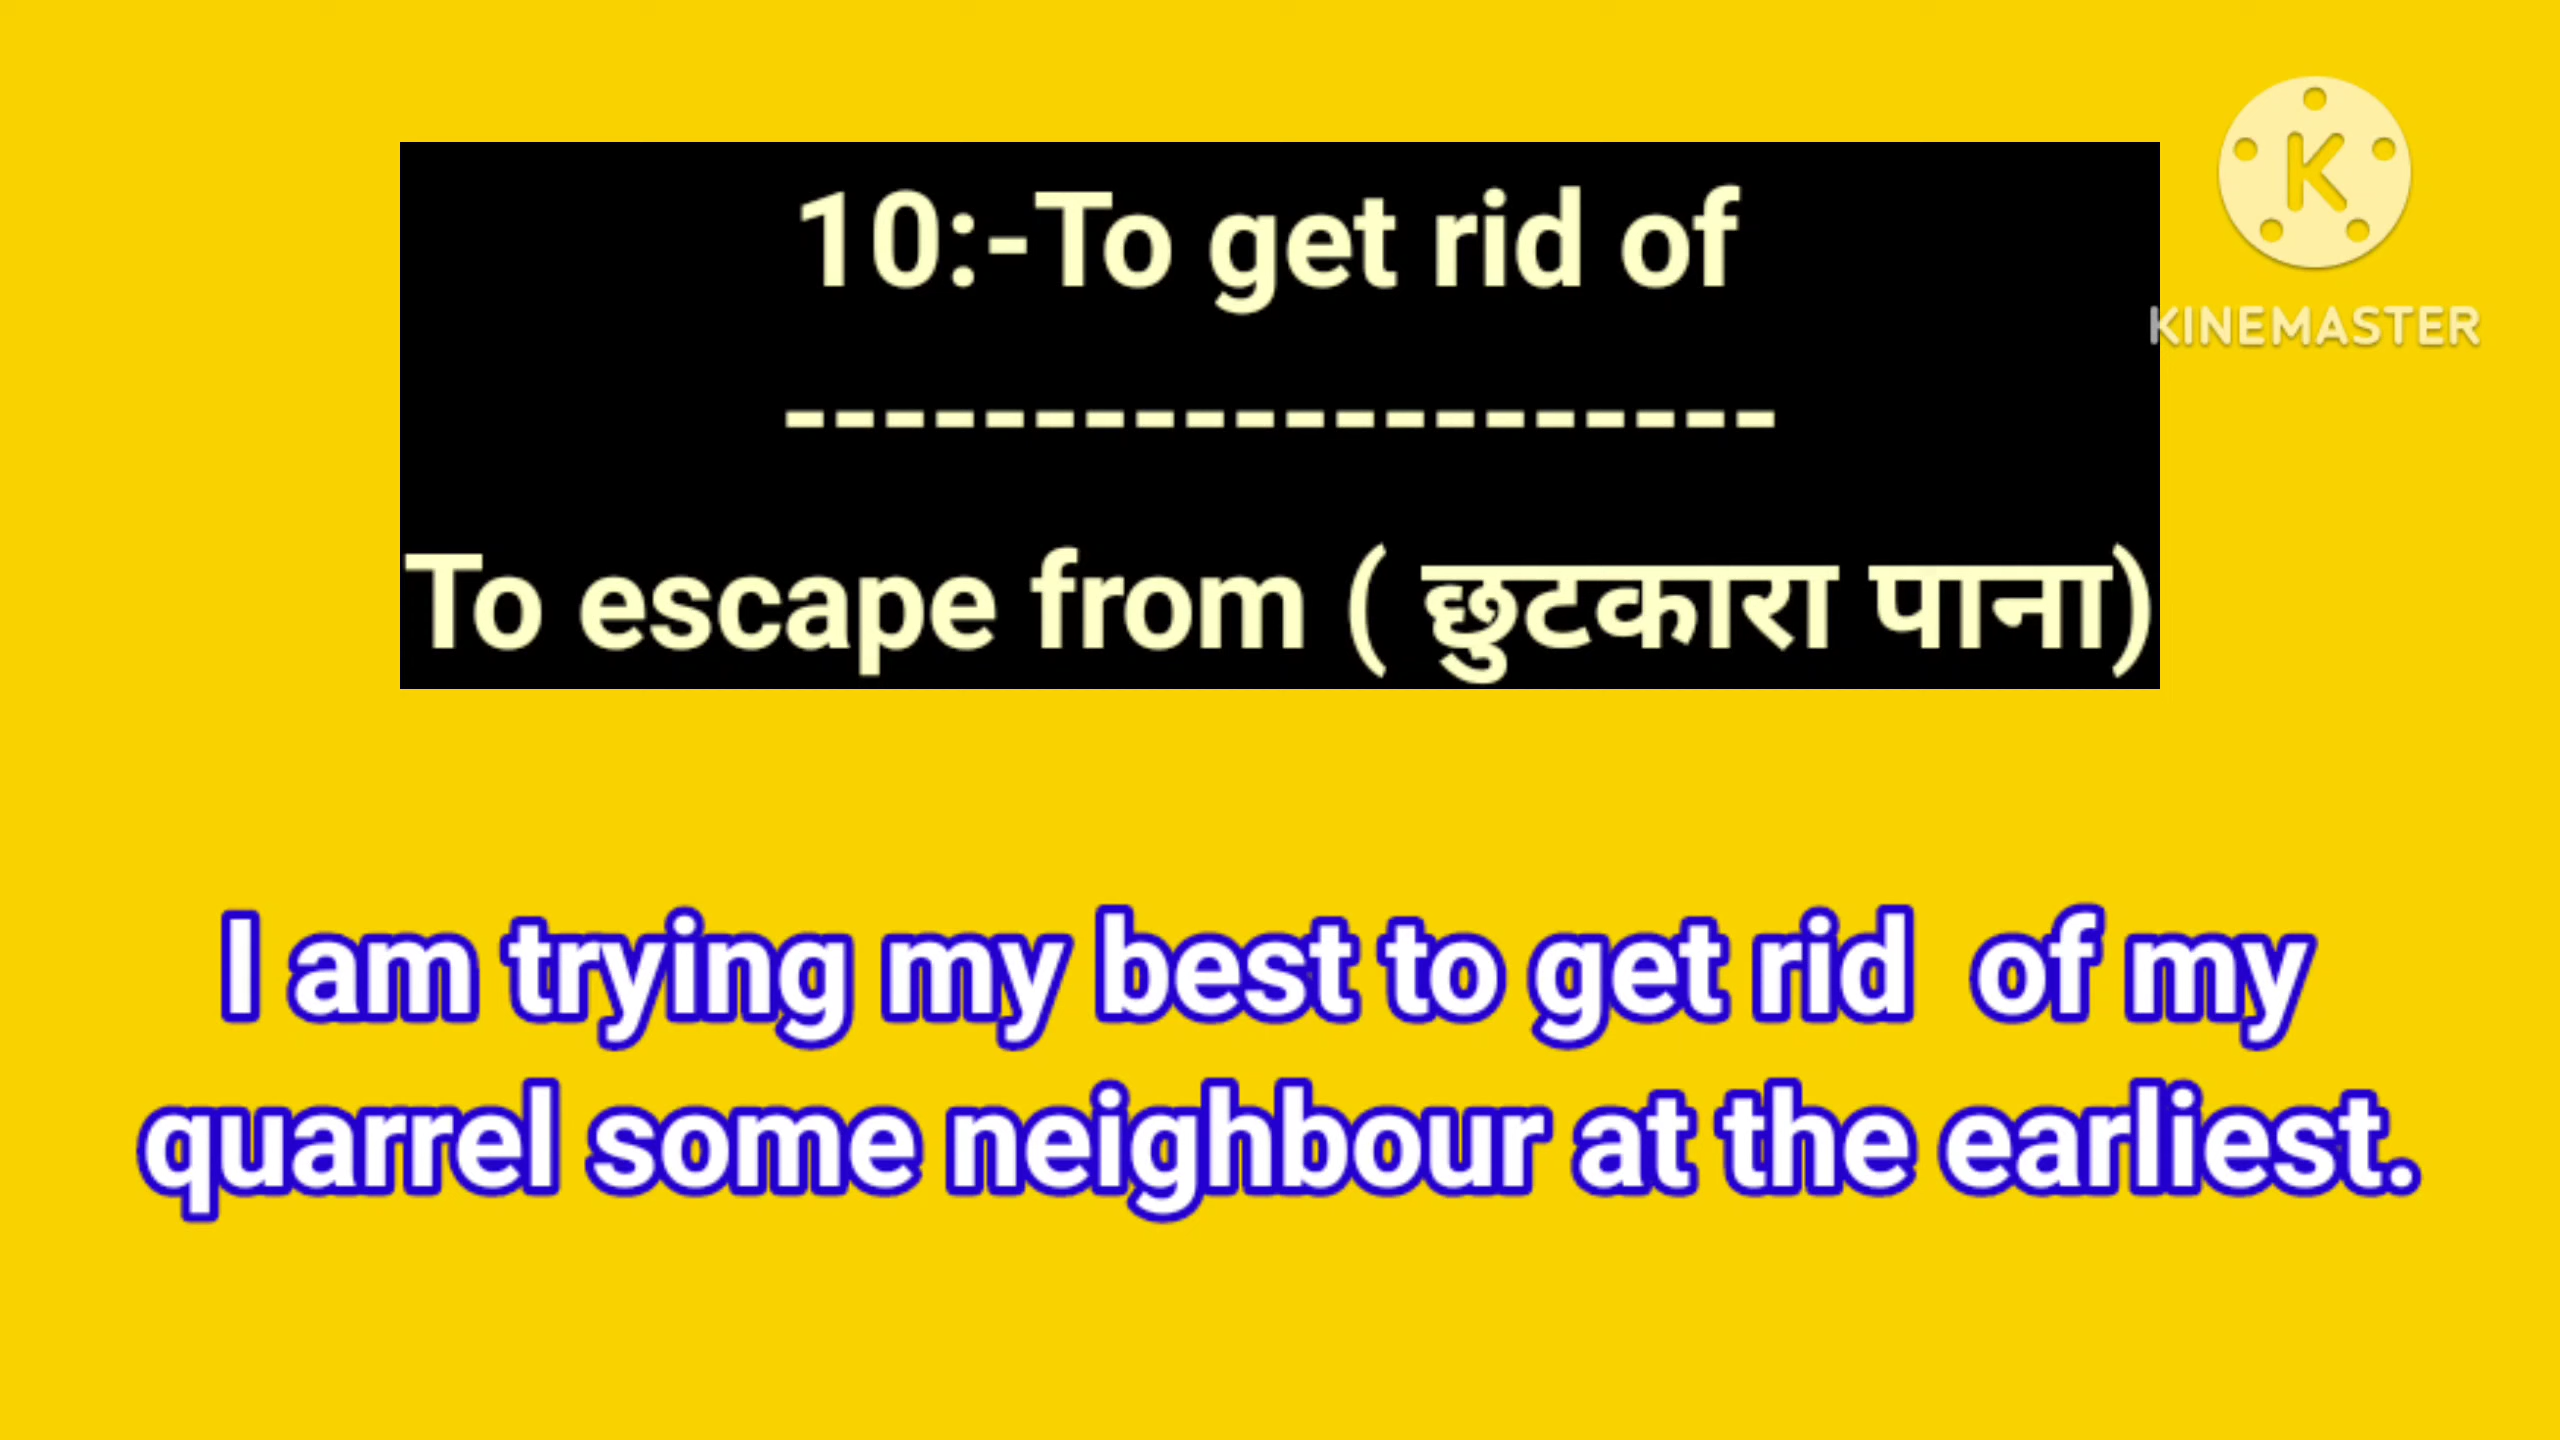 10:-To get rid of
KINEMASTER
--------------------
To escape from ( छुटकारा पाना)
I am trying my best to get rid  of my
quarrel some neighbour at the earliest.